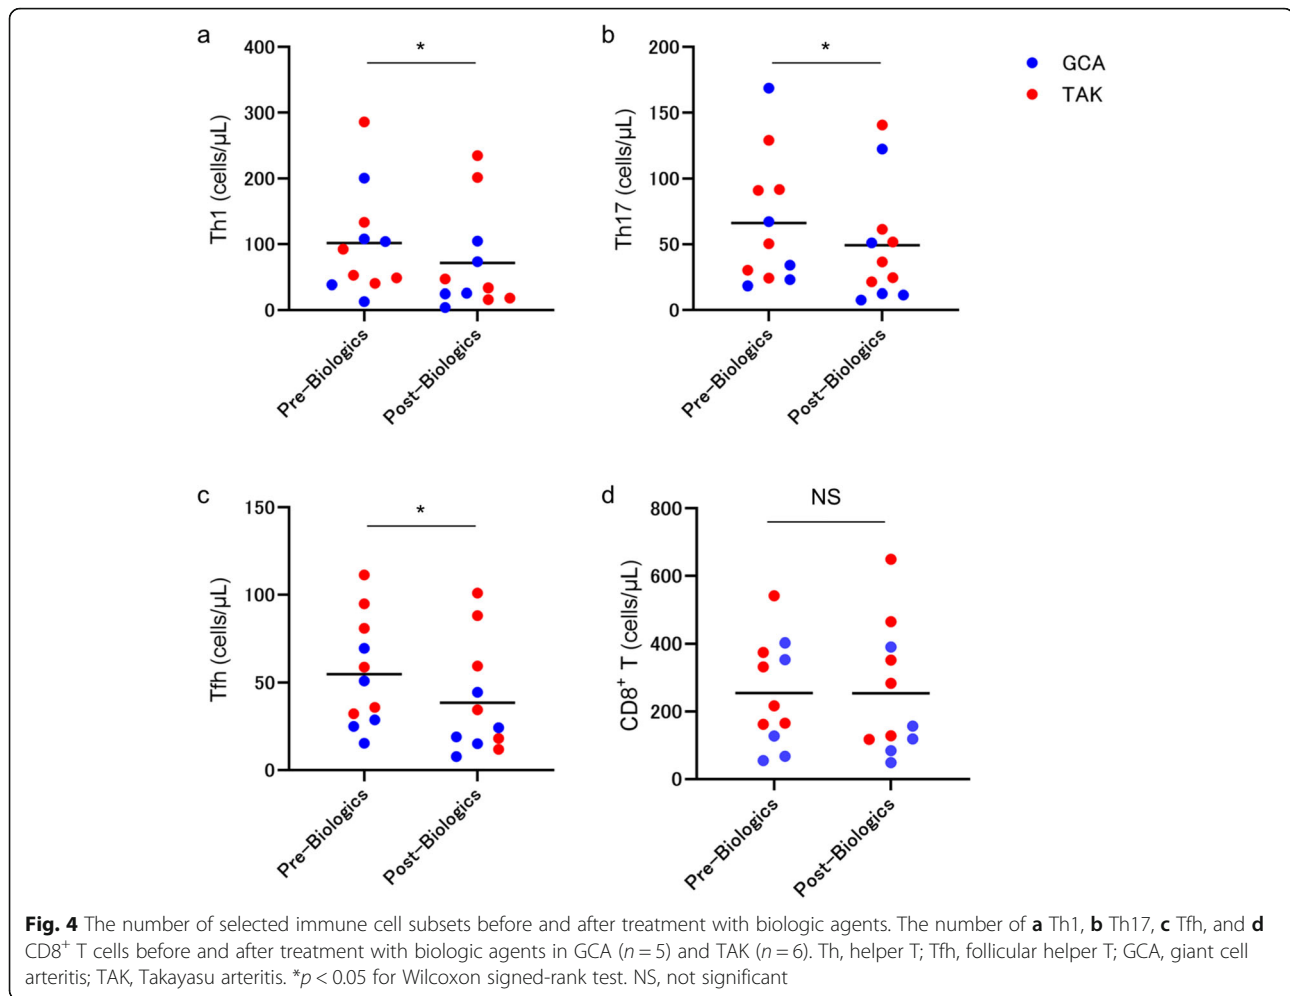 a
400
300
200
100
0
Th1 (cells/μL)
*
Pre-Biologics
Post-Biologics
b
200
150
100
50
0
Th17 (cells/μL)
*
Pre-Biologics
Post-Biologics
GCA
TAK
c
150
100
50
0
Tfh (cells/μL)
*
Pre-Biologics
Post-Biologics
d
800
600
400
200
0
CD8⁺ T (cells/μL)
NS
Pre-Biologics
Post-Biologics
Fig. 4 The number of selected immune cell subsets before and after treatment with biologic agents. The number of a Th1, b Th17, c Tfh, and d
CD8⁺ T cells before and after treatment with biologic agents in GCA (n = 5) and TAK (n = 6). Th, helper T; Tfh, follicular helper T; GCA, giant cell
arteritis; TAK, Takayasu arteritis. *p < 0.05 for Wilcoxon signed-rank test. NS, not significant